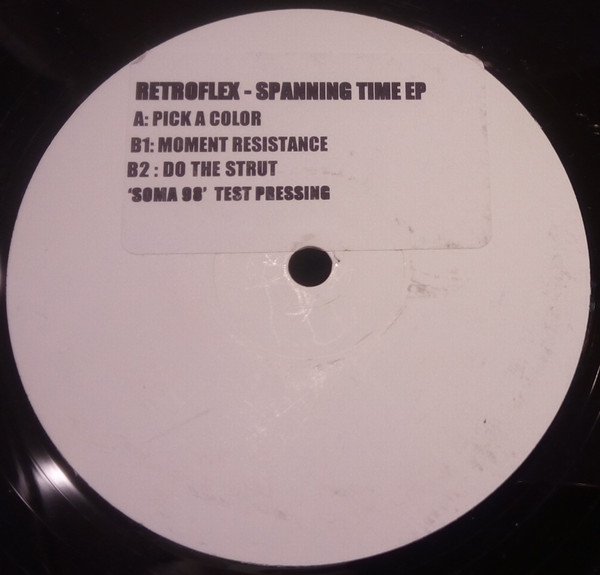 RETROFLEX - SPANNING TIME EP
A: PICK A COLOR
B1: MOMENT RESISTANCE
B2 : DO THE STRUT
'SOMA 98' TEST PRESSING